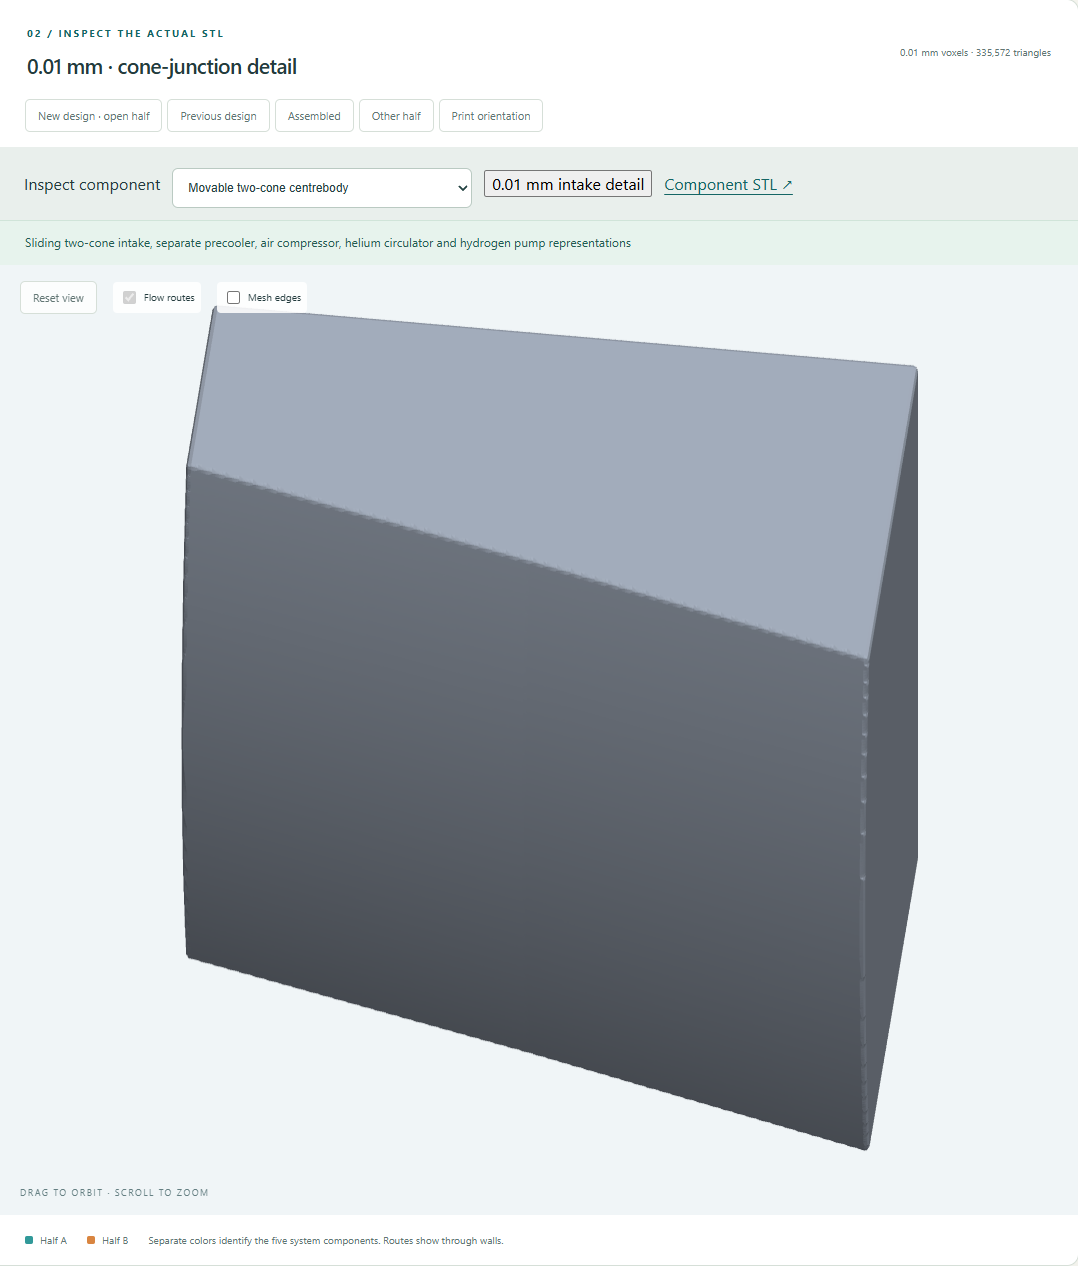 02 / INSPECT THE ACTUAL STL
0.01 mm · cone-junction detail
0.01 mm voxels · 335,572 triangles
New design · open half
Previous design
Assembled
Other half
Print orientation
Inspect component
Movable two-cone centrebody
0.01 mm intake detail
Component STL ↗
Sliding two-cone intake, separate precooler, air compressor, helium circulator and hydrogen pump representations
Reset view
Flow routes
Mesh edges
DRAG TO ORBIT · SCROLL TO ZOOM
Half A
Half B
Separate colors identify the five system components. Routes show through walls.